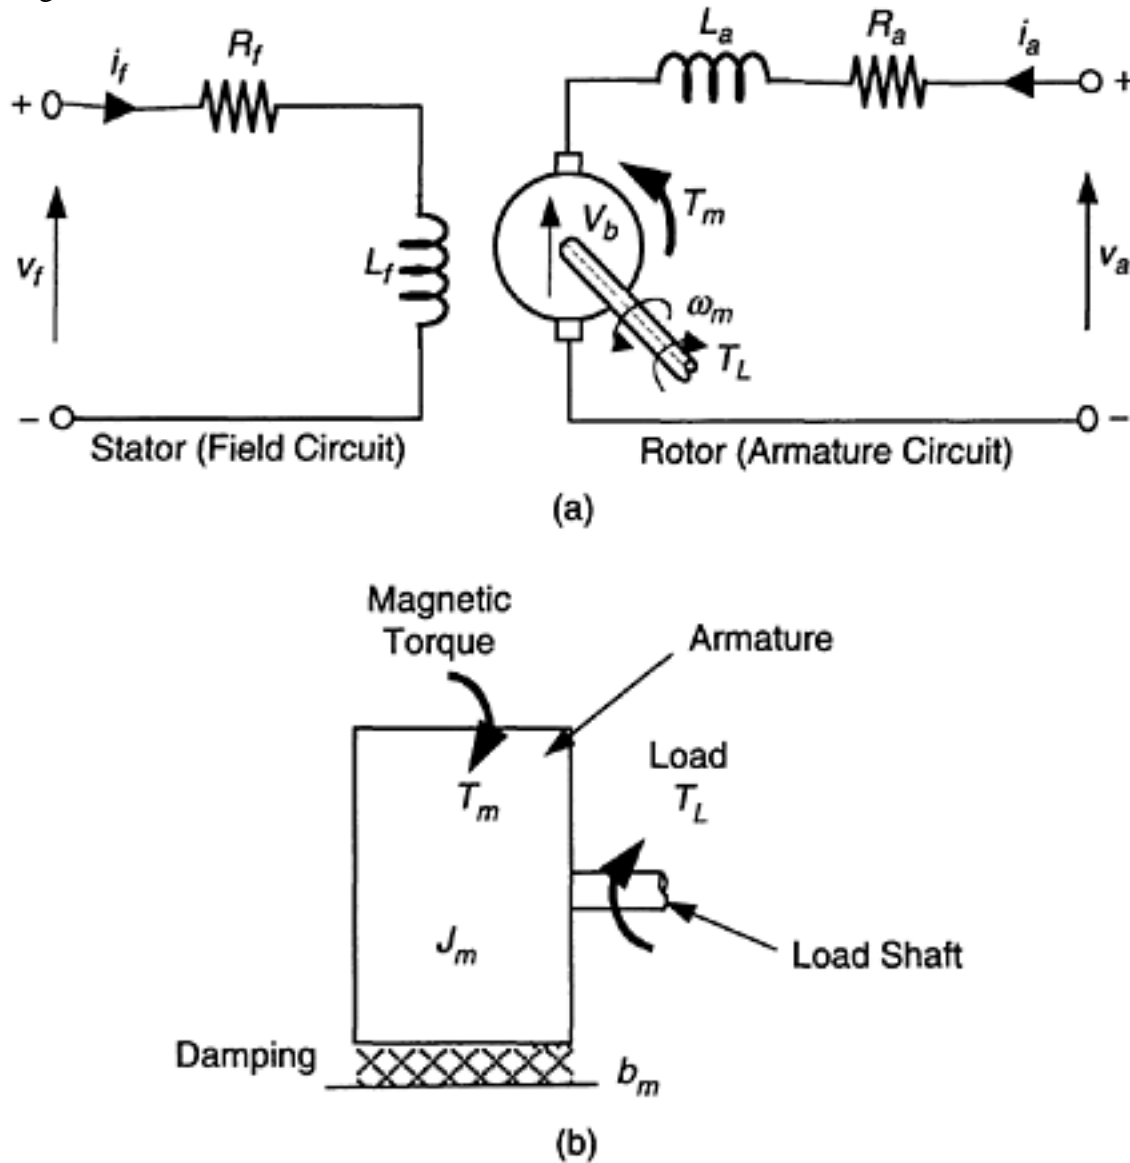 L_a R_a i_a
i_f R_f
+ +
T_m
V_b
v_f L_f v_a
ω_m
T_L
− −
Stator (Field Circuit) Rotor (Armature Circuit)
(a)
Magnetic
Torque
Armature
Load
T_m T_L
J_m
Load Shaft
Damping
b_m
(b)